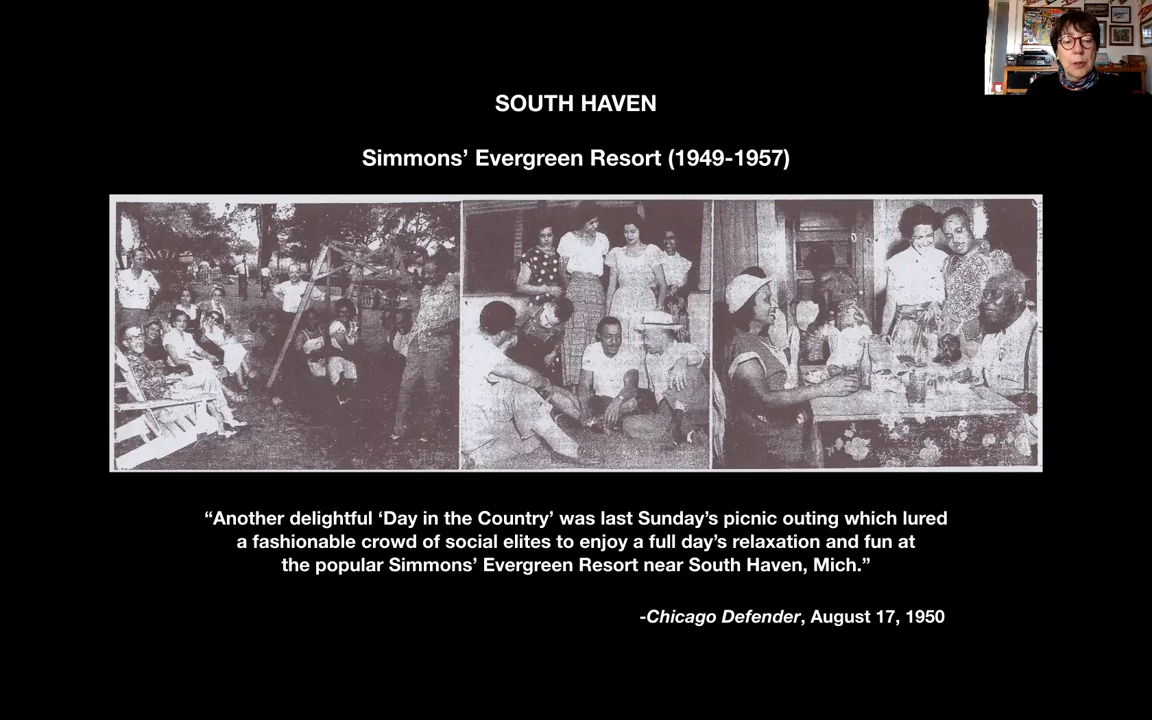 SOUTH HAVEN
Simmons’ Evergreen Resort (1949-1957)
“Another delightful ‘Day in the Country’ was last Sunday’s picnic outing which lured
a fashionable crowd of social elites to enjoy a full day’s relaxation and fun at
the popular Simmons’ Evergreen Resort near South Haven, Mich.”
-Chicago Defender, August 17, 1950